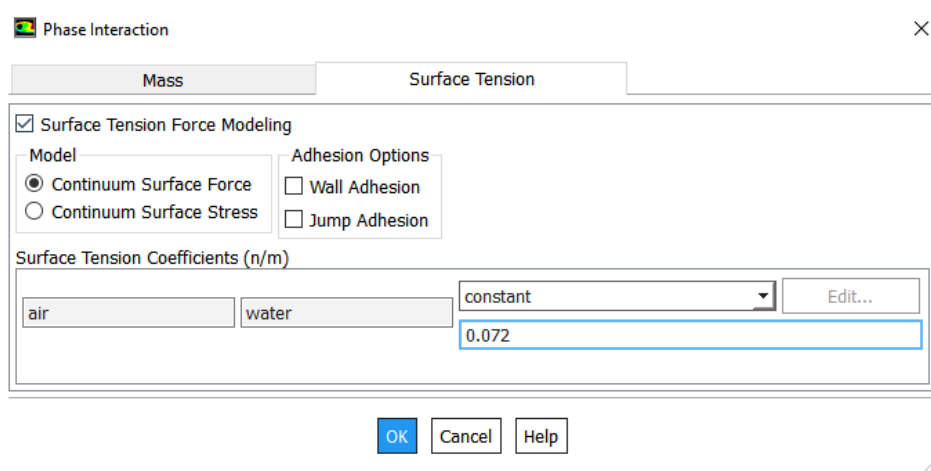 Phase Interaction
Mass Surface Tension
Surface Tension Force Modeling
Model Adhesion Options
Continuum Surface Force Wall Adhesion
Continuum Surface Stress Jump Adhesion
Surface Tension Coefficients (n/m)
air water constant Edit...
0.072
OK Cancel Help